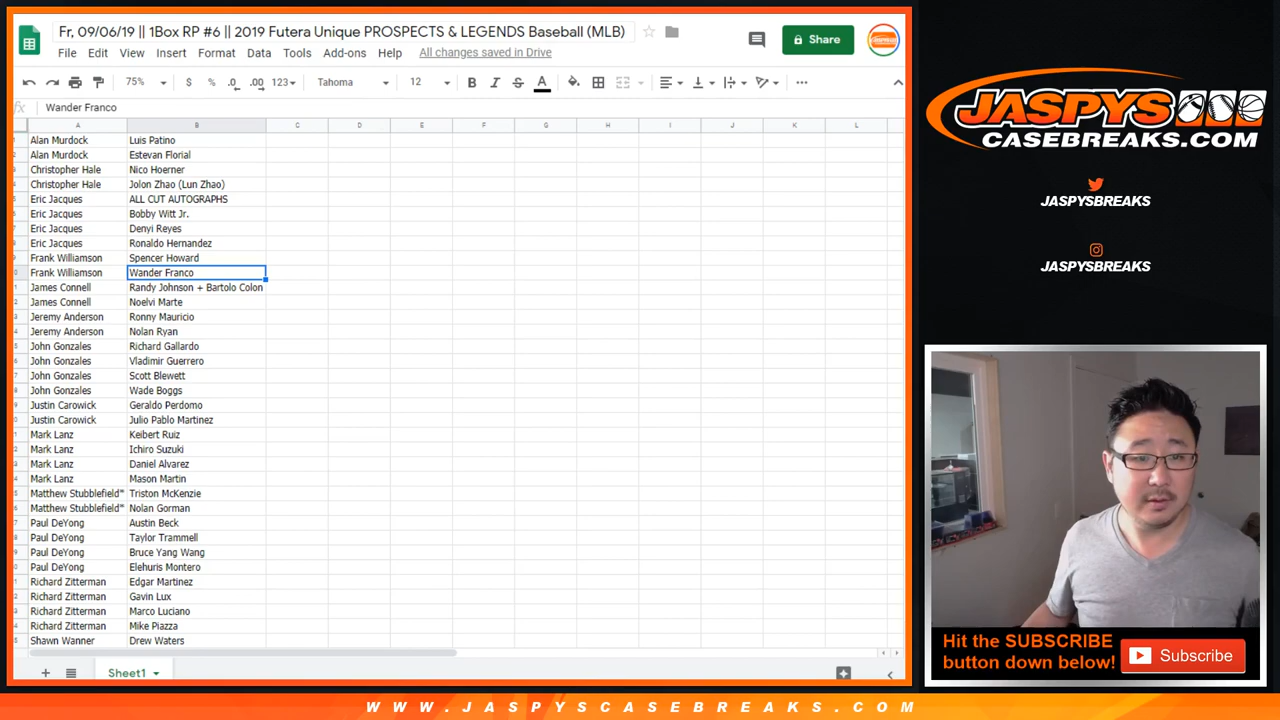 Fr, 09/06/19 || 1Box RP #6 || 2019 Futera Unique PROSPECTS & LEGENDS Baseball (MLB)
File Edit View Insert Format Data Tools Add-ons Help All changes saved in Drive
Share
75% $ % .0 .00 123 Tahoma 12 B I S A
fx Wander Franco
A B C D E F G H I J K L
Alan Murdock Luis Patino
Alan Murdock Estevan Florial
Christopher Hale Nico Hoerner
Christopher Hale Jolon Zhao (Lun Zhao)
Eric Jacques ALL CUT AUTOGRAPHS
Eric Jacques Bobby Witt Jr.
Eric Jacques Denyi Reyes
Eric Jacques Ronaldo Hernandez
Frank Williamson Spencer Howard
Frank Williamson Wander Franco
James Connell Randy Johnson + Bartolo Colon
James Connell Noelvi Marte
Jeremy Anderson Ronny Mauricio
Jeremy Anderson Nolan Ryan
John Gonzales Richard Gallardo
John Gonzales Vladimir Guerrero
John Gonzales Scott Blewett
John Gonzales Wade Boggs
Justin Carowick Geraldo Perdomo
Justin Carowick Julio Pablo Martinez
Mark Lanz Keibert Ruiz
Mark Lanz Ichiro Suzuki
Mark Lanz Daniel Alvarez
Mark Lanz Mason Martin
Matthew Stubblefield* Triston McKenzie
Matthew Stubblefield* Nolan Gorman
Paul DeYong Austin Beck
Paul DeYong Taylor Trammell
Paul DeYong Bruce Yang Wang
Paul DeYong Elehuris Montero
Richard Zitterman Edgar Martinez
Richard Zitterman Gavin Lux
Richard Zitterman Marco Luciano
Richard Zitterman Mike Piazza
Shawn Wanner Drew Waters
Sheet1
JASPYS
CASEBREAKS.COM
JASPYSBREAKS
JASPYSBREAKS
Hit the SUBSCRIBE
button down below!
Subscribe
WWW.JASPYSCASEBREAKS.COM